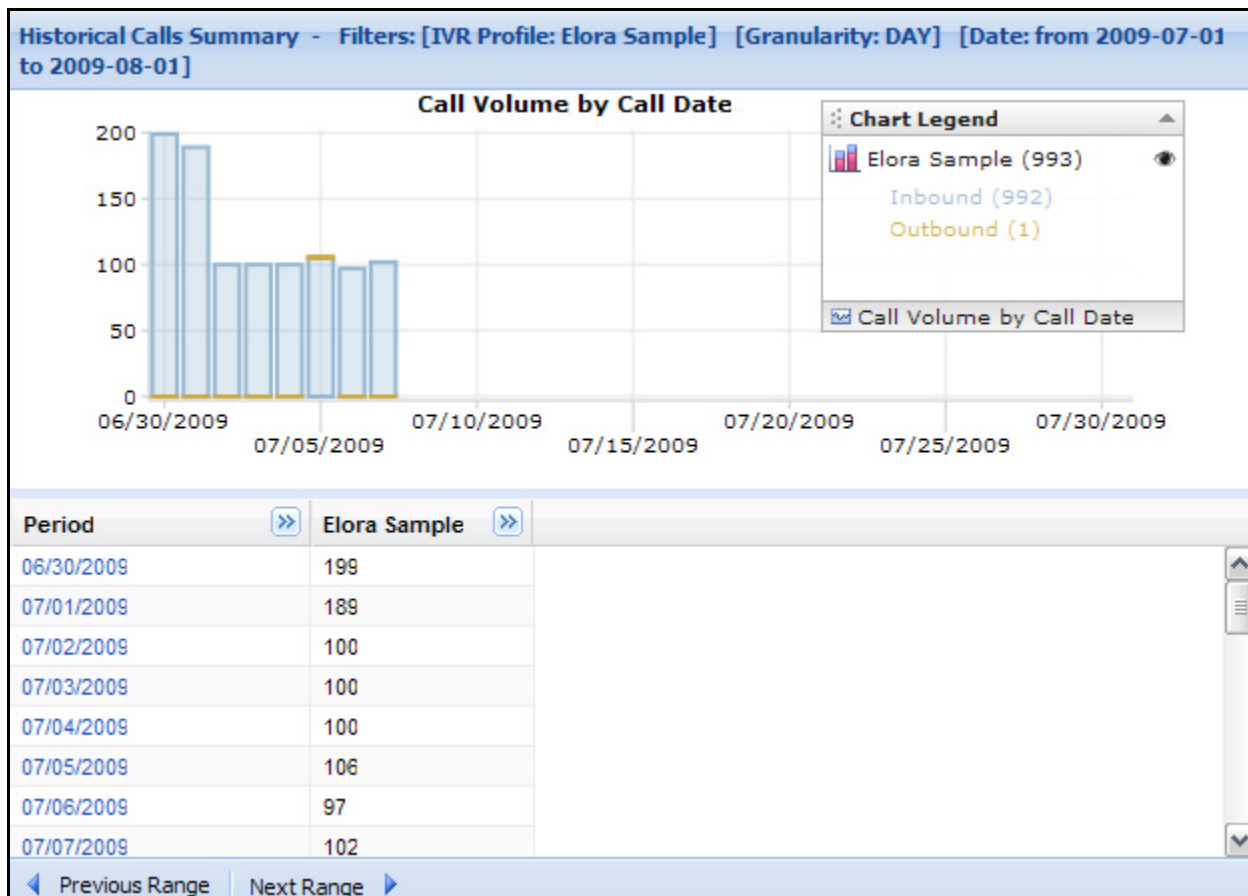 Historical Calls Summary - Filters: [IVR Profile: Elora Sample] [Granularity: DAY] [Date: from 2009-07-01
to 2009-08-01]
Call Volume by Call Date
200
150
100
50
0
06/30/2009
07/05/2009
07/10/2009
07/15/2009
07/20/2009
07/25/2009
07/30/2009
Chart Legend
Elora Sample (993)
Inbound (992)
Outbound (1)
Call Volume by Call Date
Period Elora Sample
06/30/2009 199
07/01/2009 189
07/02/2009 100
07/03/2009 100
07/04/2009 100
07/05/2009 106
07/06/2009 97
07/07/2009 102
Previous Range Next Range